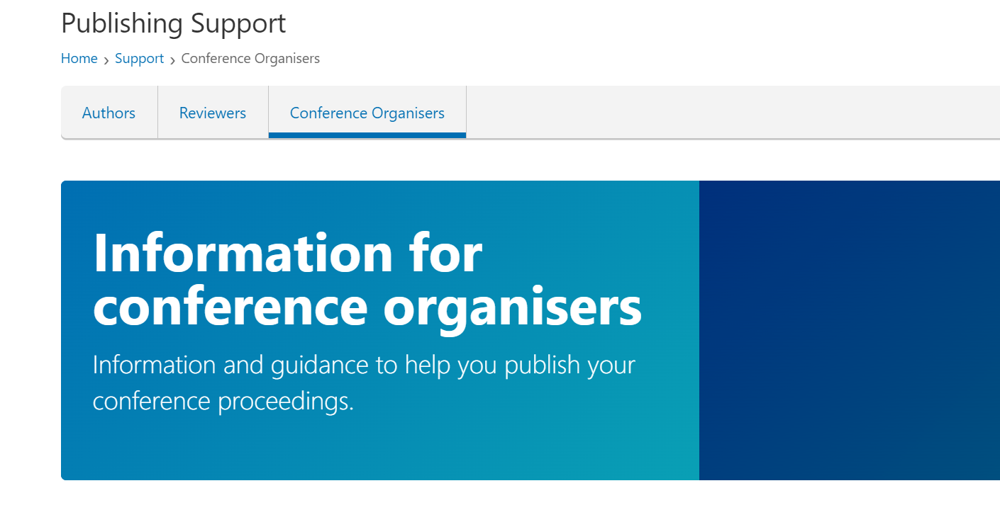 Publishing Support
Home › Support › Conference Organisers
Authors Reviewers Conference Organisers
Information for
conference organisers
Information and guidance to help you publish your
conference proceedings.